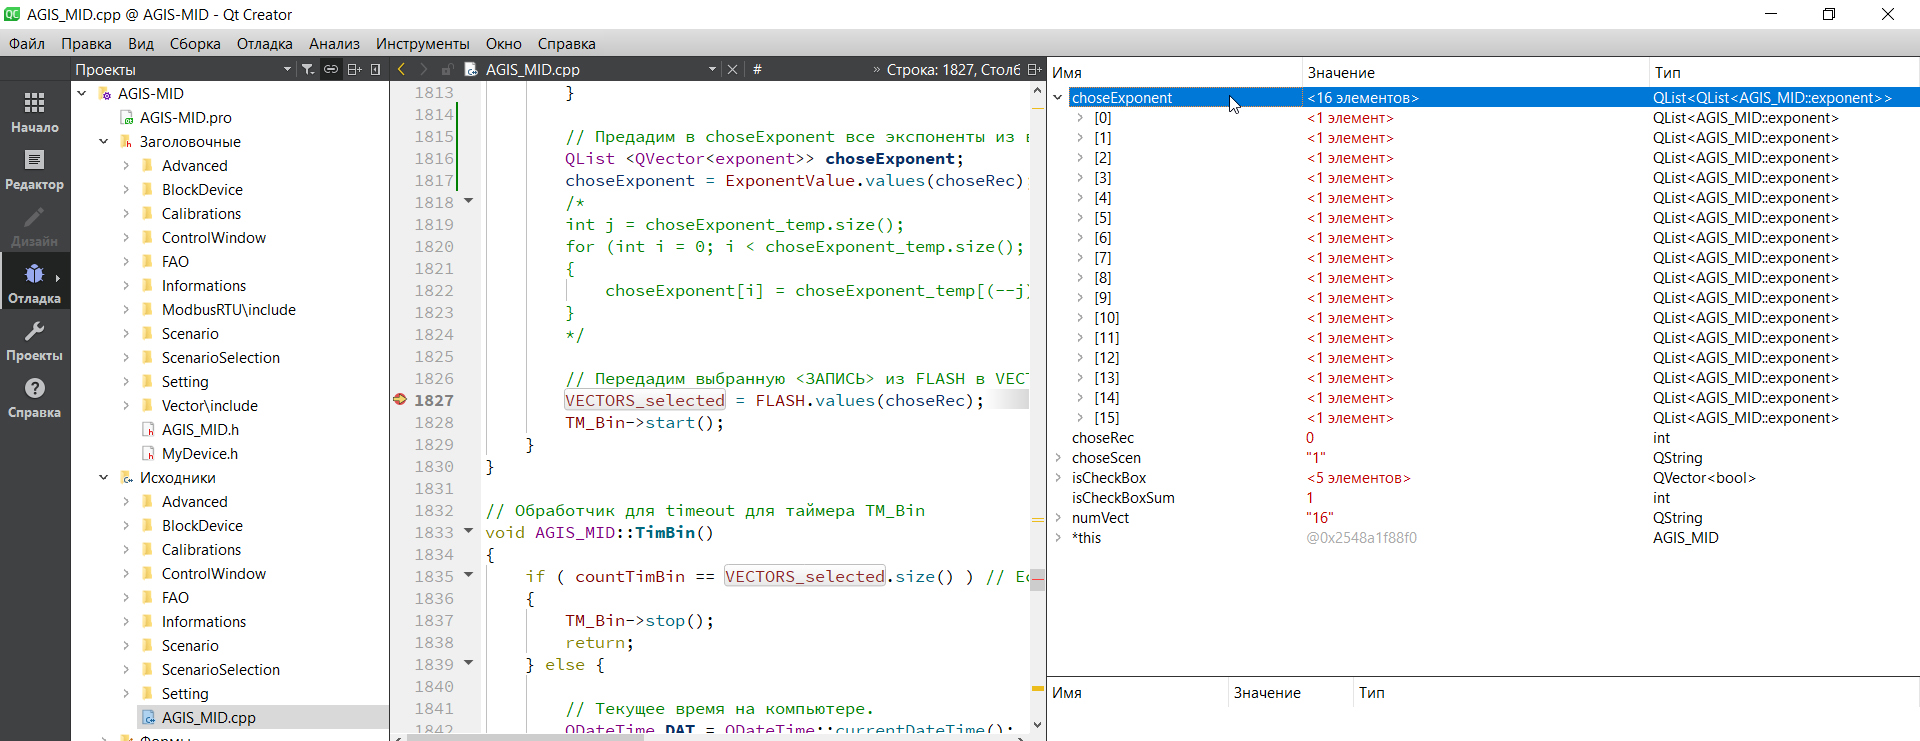 AGIS_MID.cpp @ AGIS-MID - Qt Creator
Файл Правка Вид Сборка Отладка Анализ Инструменты Окно Справка
Начало
Редактор
Дизайн
Отладка
Проекты
Справка
Проекты
AGIS-MID
AGIS-MID.pro
Заголовочные
Advanced
BlockDevice
Calibrations
ControlWindow
FAO
Informations
ModbusRTU\include
Scenario
ScenarioSelection
Setting
Vector\include
AGIS_MID.h
MyDevice.h
Исходники
Advanced
BlockDevice
Calibrations
ControlWindow
FAO
Informations
Scenario
ScenarioSelection
Setting
AGIS_MID.cpp
AGIS_MID.cpp # » Строка: 1827, Столб
1813 }
1814
1815 // Предадим в choseExponent все экспоненты из
1816 QList <QVector<exponent>> choseExponent;
1817 choseExponent = ExponentValue.values(choseRec)
1818 /*
1819 int j = choseExponent_temp.size();
1820 for (int i = 0; i < choseExponent_temp.size();
1821 {
1822 choseExponent[i] = choseExponent_temp[(--j)
1823 }
1824 */
1825
1826 // Передадим выбранную <ЗАПИСЬ> из FLASH в VECT
1827 VECTORS_selected = FLASH.values(choseRec);
1828 TM_Bin->start();
1829 }
1830 }
1831
1832 // Обработчик для timeout для таймера TM_Bin
1833 void AGIS_MID::TimBin()
1834 {
1835 if ( countTimBin == VECTORS_selected.size() ) // Ес
1836 {
1837 TM_Bin->stop();
1838 return;
1839 } else {
1840
1841 // Текущее время на компьютере.
1842 QDateTime DAT = QDateTime::currentDateTime();
Имя Значение Тип
choseExponent <16 элементов> QList<QList<AGIS_MID::exponent>>
[0] <1 элемент> QList<AGIS_MID::exponent>
[1] <1 элемент> QList<AGIS_MID::exponent>
[2] <1 элемент> QList<AGIS_MID::exponent>
[3] <1 элемент> QList<AGIS_MID::exponent>
[4] <1 элемент> QList<AGIS_MID::exponent>
[5] <1 элемент> QList<AGIS_MID::exponent>
[6] <1 элемент> QList<AGIS_MID::exponent>
[7] <1 элемент> QList<AGIS_MID::exponent>
[8] <1 элемент> QList<AGIS_MID::exponent>
[9] <1 элемент> QList<AGIS_MID::exponent>
[10] <1 элемент> QList<AGIS_MID::exponent>
[11] <1 элемент> QList<AGIS_MID::exponent>
[12] <1 элемент> QList<AGIS_MID::exponent>
[13] <1 элемент> QList<AGIS_MID::exponent>
[14] <1 элемент> QList<AGIS_MID::exponent>
[15] <1 элемент> QList<AGIS_MID::exponent>
choseRec 0 int
choseScen "1" QString
isCheckBox <5 элементов> QVector<bool>
isCheckBoxSum 1 int
numVect "16" QString
*this @0x2548a1f88f0 AGIS_MID
Имя Значение Тип